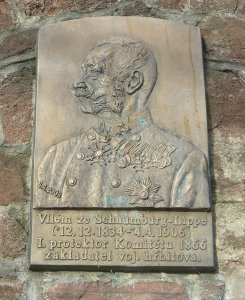 Vilém ze Schaumburg-Lippe
(*12.12.1834-†4.4.1906)
I. protektor Komitétu 1866
zakladatel voj. hřbitova.